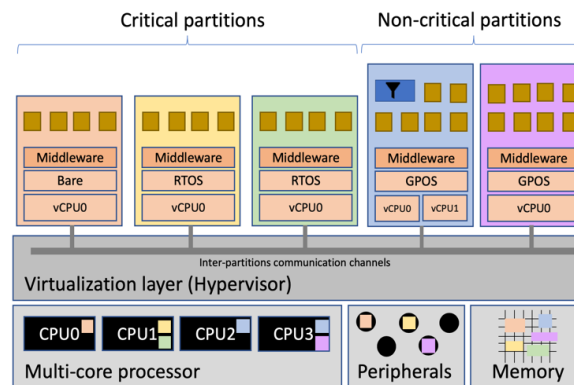 Critical partitions
Non-critical partitions
Middleware
Middleware
Middleware
Middleware
Middleware
Bare
RTOS
RTOS
GPOS
GPOS
vCPU0
vCPU0
vCPU0
vCPU0
vCPU1
vCPU0
Inter-partitions communication channels
Virtualization layer (Hypervisor)
CPU0
CPU1
CPU2
CPU3
Multi-core processor
Peripherals
Memory